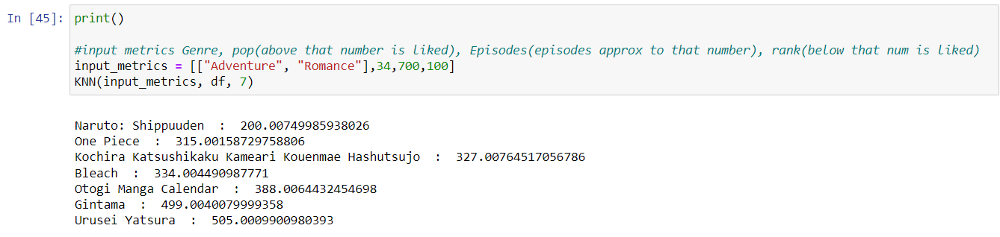 In [45]: print()
#input metrics Genre, pop(above that number is liked), Episodes(episodes approx to that number), rank(below that num is liked)
input_metrics = [["Adventure", "Romance"],34,700,100]
KNN(input_metrics, df, 7)
Naruto: Shippuuden  :  200.00749985938026
One Piece  :  315.00158729758806
Kochira Katsushikaku Kameari Kouenmae Hashutsujo  :  327.00764517056786
Bleach  :  334.004490987771
Otogi Manga Calendar  :  388.0064432454698
Gintama  :  499.0040079999358
Urusei Yatsura  :  505.0009900980393